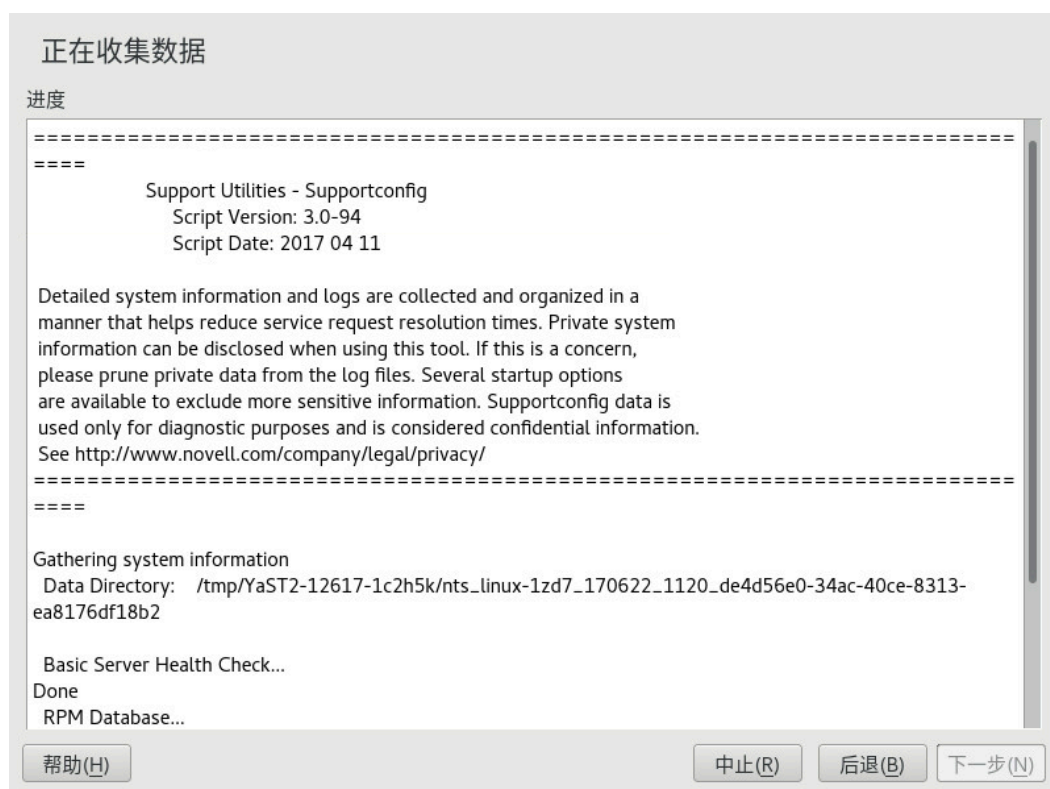 正在收集数据
进度
=========================================================================
====
Support Utilities - Supportconfig
Script Version: 3.0-94
Script Date: 2017 04 11
Detailed system information and logs are collected and organized in a
manner that helps reduce service request resolution times. Private system
information can be disclosed when using this tool. If this is a concern,
please prune private data from the log files. Several startup options
are available to exclude more sensitive information. Supportconfig data is
used only for diagnostic purposes and is considered confidential information.
See http://www.novell.com/company/legal/privacy/
=========================================================================
====
Gathering system information
Data Directory: /tmp/YaST2-12617-1c2h5k/nts_linux-1zd7_170622_1120_de4d56e0-34ac-40ce-8313-
ea8176df18b2
Basic Server Health Check...
Done
RPM Database...
帮助(H) 中止(R) 后退(B) 下一步(N)